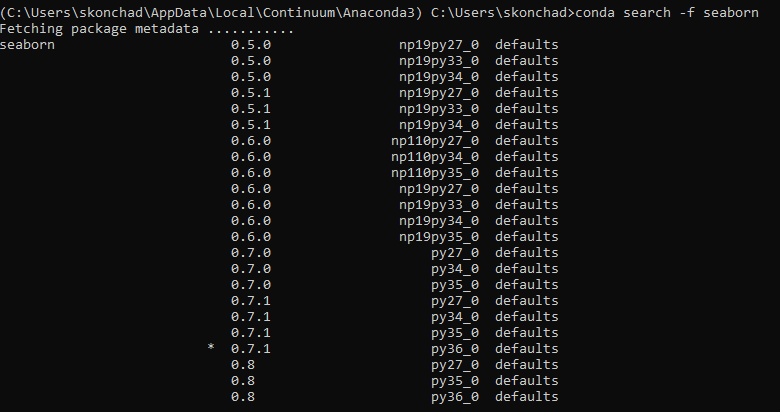 (C:\Users\skonchad\AppData\Local\Continuum\Anaconda3) C:\Users\skonchad>conda search -f seaborn
Fetching package metadata ...........
seaborn                      0.5.0                np19py27_0  defaults
                             0.5.0                np19py33_0  defaults
                             0.5.0                np19py34_0  defaults
                             0.5.1                np19py27_0  defaults
                             0.5.1                np19py33_0  defaults
                             0.5.1                np19py34_0  defaults
                             0.6.0               np110py27_0  defaults
                             0.6.0               np110py34_0  defaults
                             0.6.0               np110py35_0  defaults
                             0.6.0                np19py27_0  defaults
                             0.6.0                np19py33_0  defaults
                             0.6.0                np19py34_0  defaults
                             0.6.0                np19py35_0  defaults
                             0.7.0                    py27_0  defaults
                             0.7.0                    py34_0  defaults
                             0.7.0                    py35_0  defaults
                             0.7.1                    py27_0  defaults
                             0.7.1                    py34_0  defaults
                             0.7.1                    py35_0  defaults
                          *  0.7.1                    py36_0  defaults
                             0.8                      py27_0  defaults
                             0.8                      py35_0  defaults
                             0.8                      py36_0  defaults